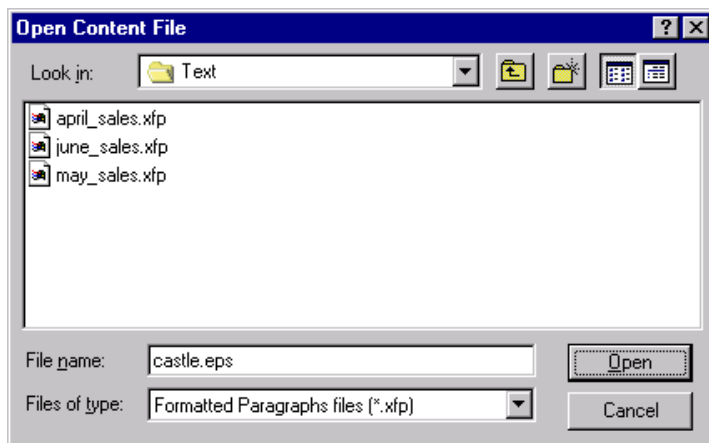 Open Content File
Look in: Text
april_sales.xfp
june_sales.xfp
may_sales.xfp
File name: castle.eps Open
Files of type: Formatted Paragraphs files (*.xfp) Cancel